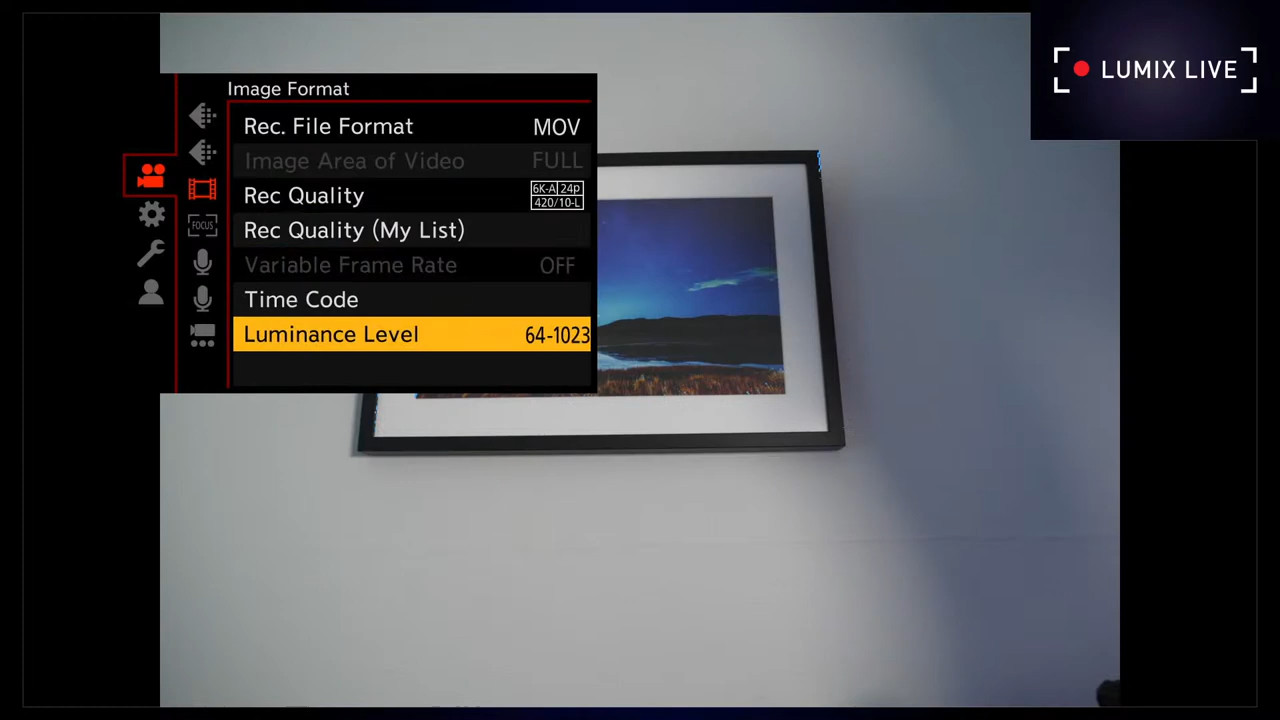 LUMIX LIVE
Image Format
Rec. File Format MOV
Image Area of Video FULL
Rec Quality 6K-A 24p 420/10-L
Rec Quality (My List)
Variable Frame Rate OFF
Time Code
Luminance Level 64-1023
FOCUS